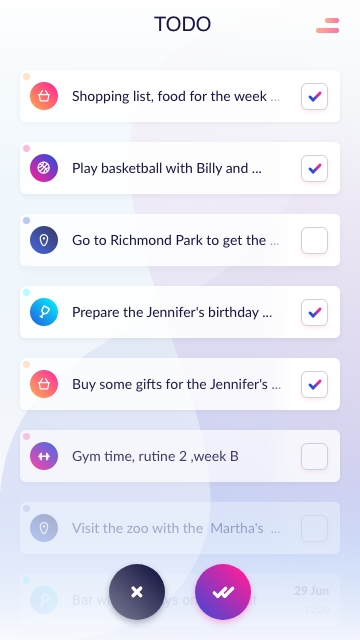 TODO
Shopping list, food for the week ...
Play basketball with Billy and ...
Go to Richmond Park to get the ...
Prepare the Jennifer's birthday ...
Buy some gifts for the Jennifer's ...
Gym time, rutine 2 ,week B
Visit the zoo with the Martha's ...
29 Jun
Bar